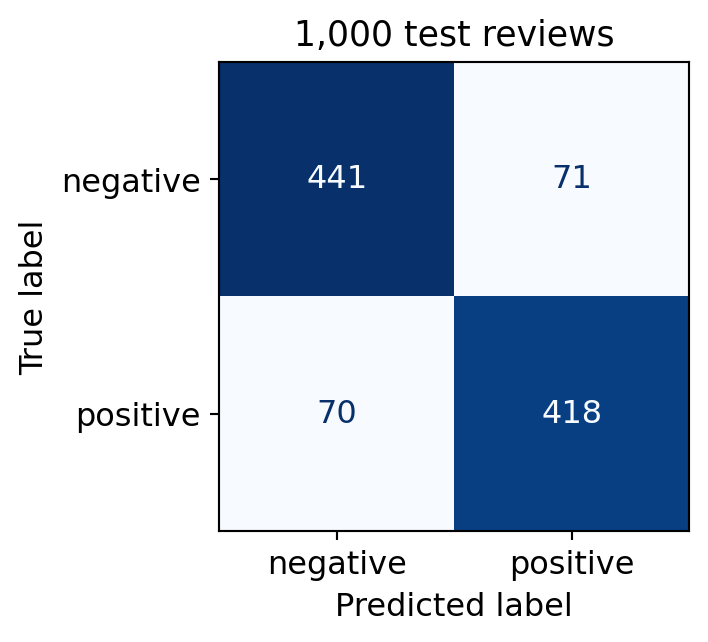 1,000 test reviews
True label
negative
441
71
positive
70
418
negative
positive
Predicted label